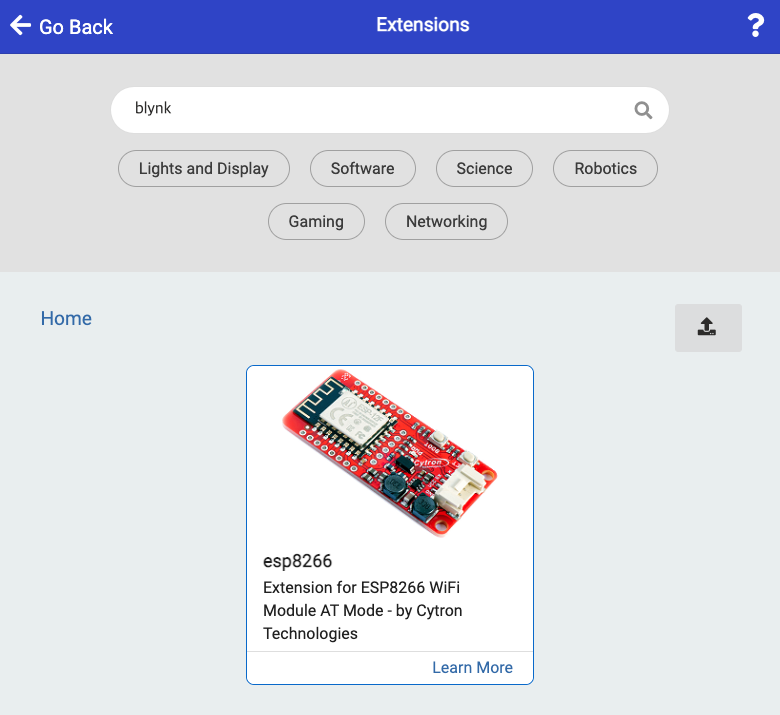 Go Back
Extensions
?
blynk
Lights and Display
Software
Science
Robotics
Gaming
Networking
Home
Cytron
esp8266
Extension for ESP8266 WiFi
Module AT Mode - by Cytron
Technologies
Learn More